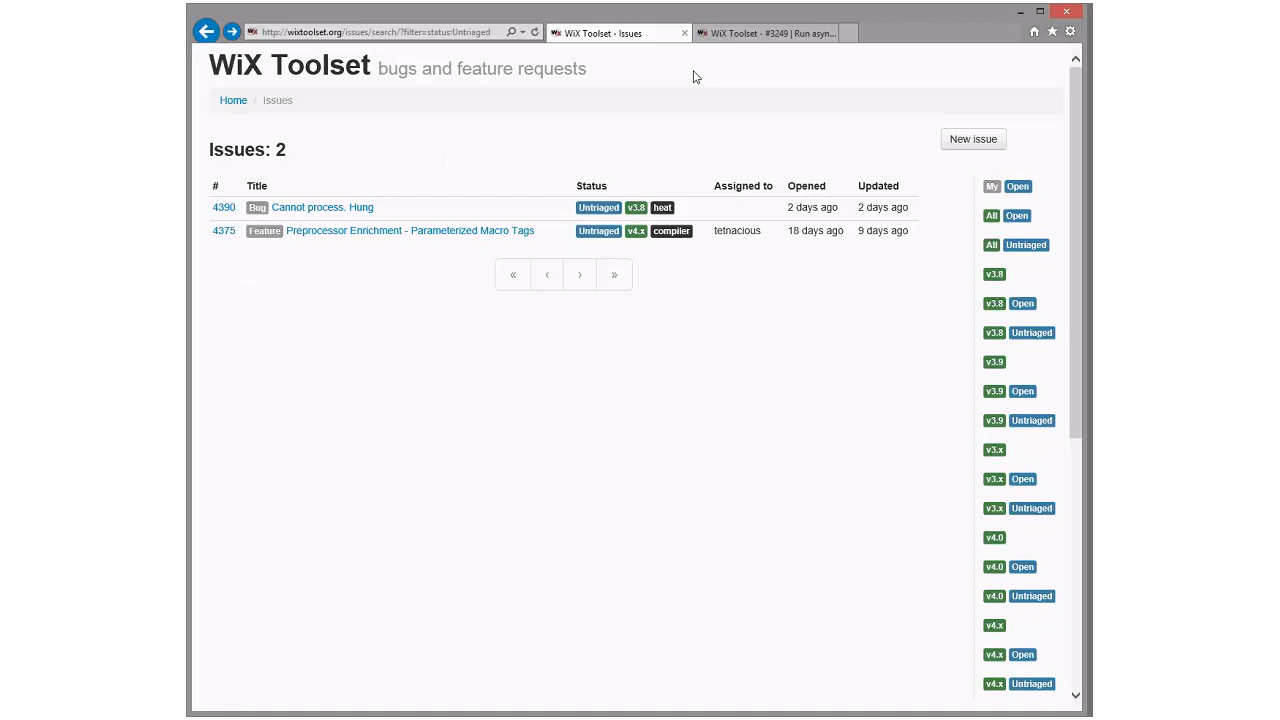 http://wixtoolset.org/issues/search/?filter=status:Untriaged
WiX Toolset - Issues
WiX Toolset - #3249 | Run asyn...
WiX Toolset bugs and feature requests
Home / Issues
Issues: 2
New issue
# Title Status Assigned to Opened Updated
4390 Bug Cannot process. Hung Untriaged v3.8 heat 2 days ago 2 days ago
4375 Feature Preprocessor Enrichment - Parameterized Macro Tags Untriaged v4.x compiler tetnacious 18 days ago 9 days ago
« ‹ › »
My Open
All Open
All Untriaged
v3.8
v3.8 Open
v3.8 Untriaged
v3.9
v3.9 Open
v3.9 Untriaged
v3.x
v3.x Open
v3.x Untriaged
v4.0
v4.0 Open
v4.0 Untriaged
v4.x
v4.x Open
v4.x Untriaged